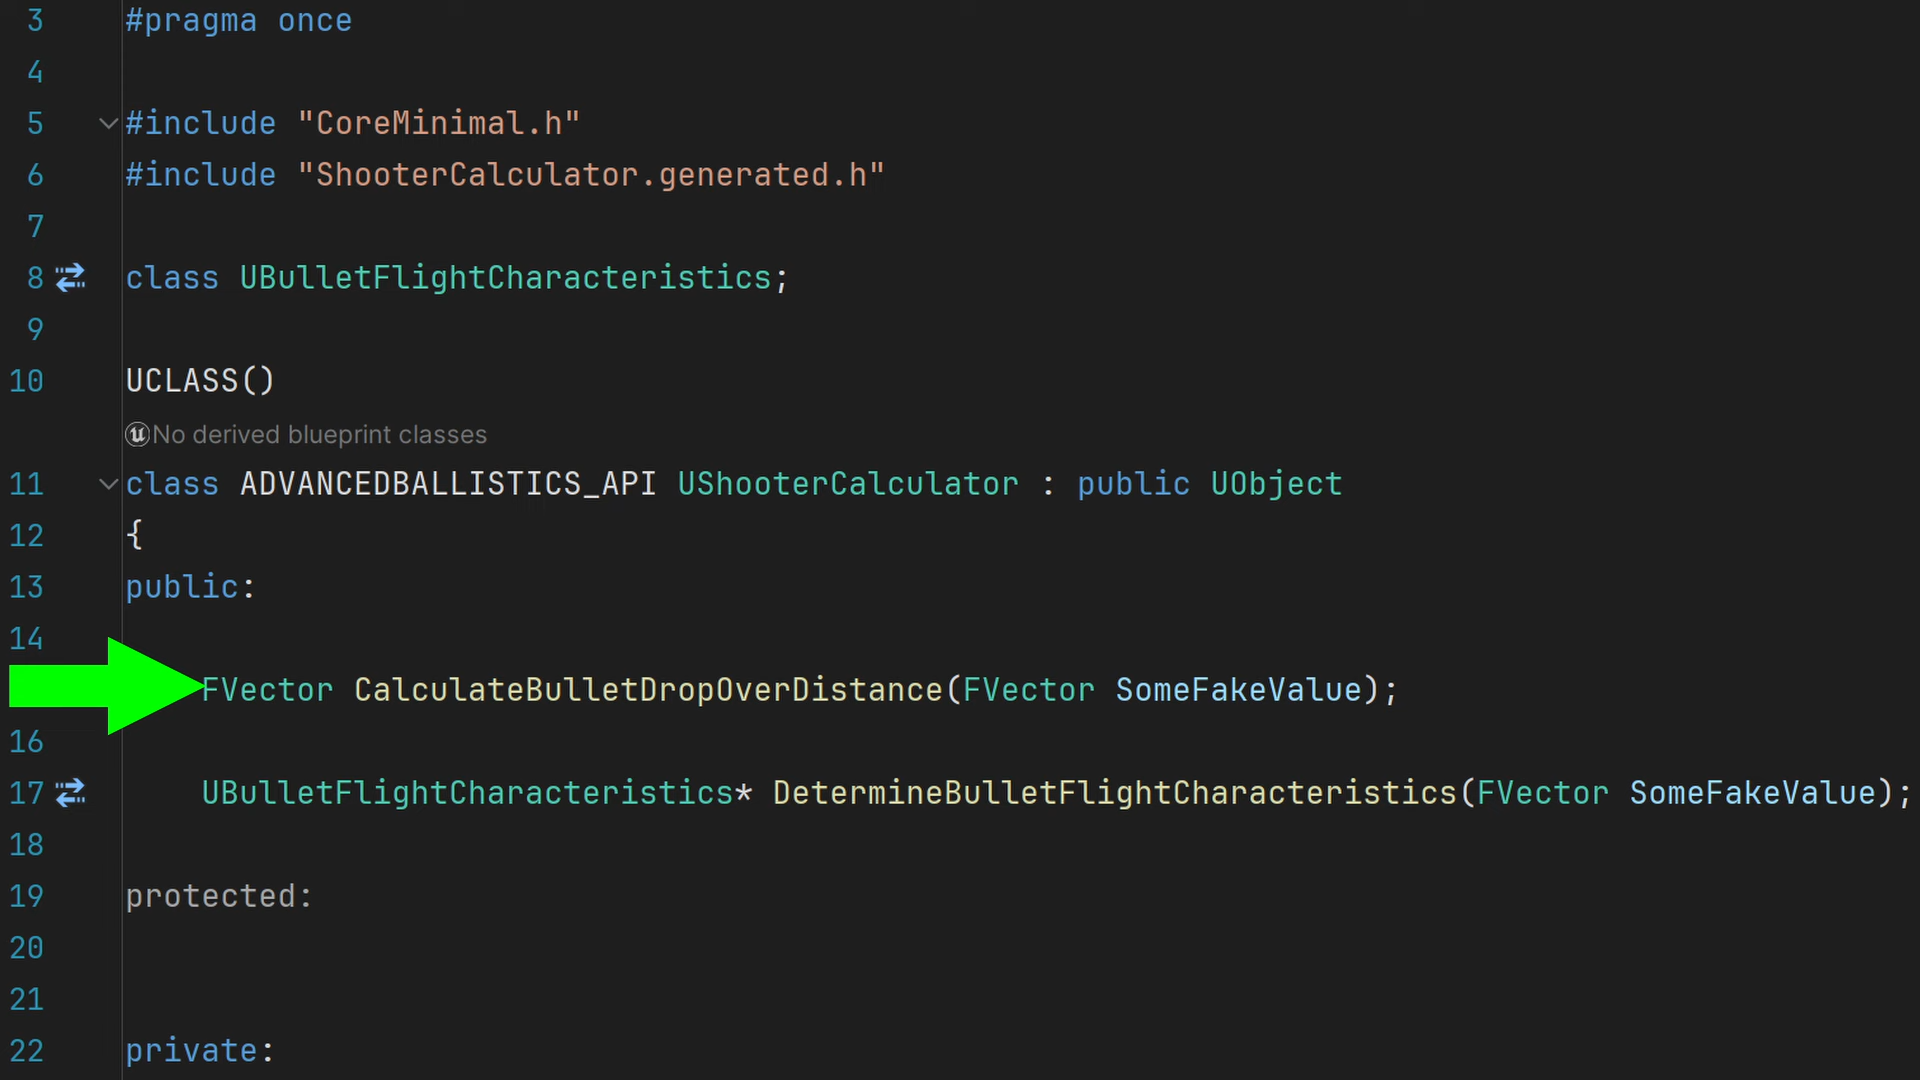 3 #pragma once
4
5 #include "CoreMinimal.h"
6 #include "ShooterCalculator.generated.h"
7
8 class UBulletFlightCharacteristics;
9
10 UCLASS()
No derived blueprint classes
11 class ADVANCEDBALLISTICS_API UShooterCalculator : public UObject
12 {
13 public:
14
FVector CalculateBulletDropOverDistance(FVector SomeFakeValue);
16
17 UBulletFlightCharacteristics* DetermineBulletFlightCharacteristics(FVector SomeFakeValue);
18
19 protected:
20
21
22 private: